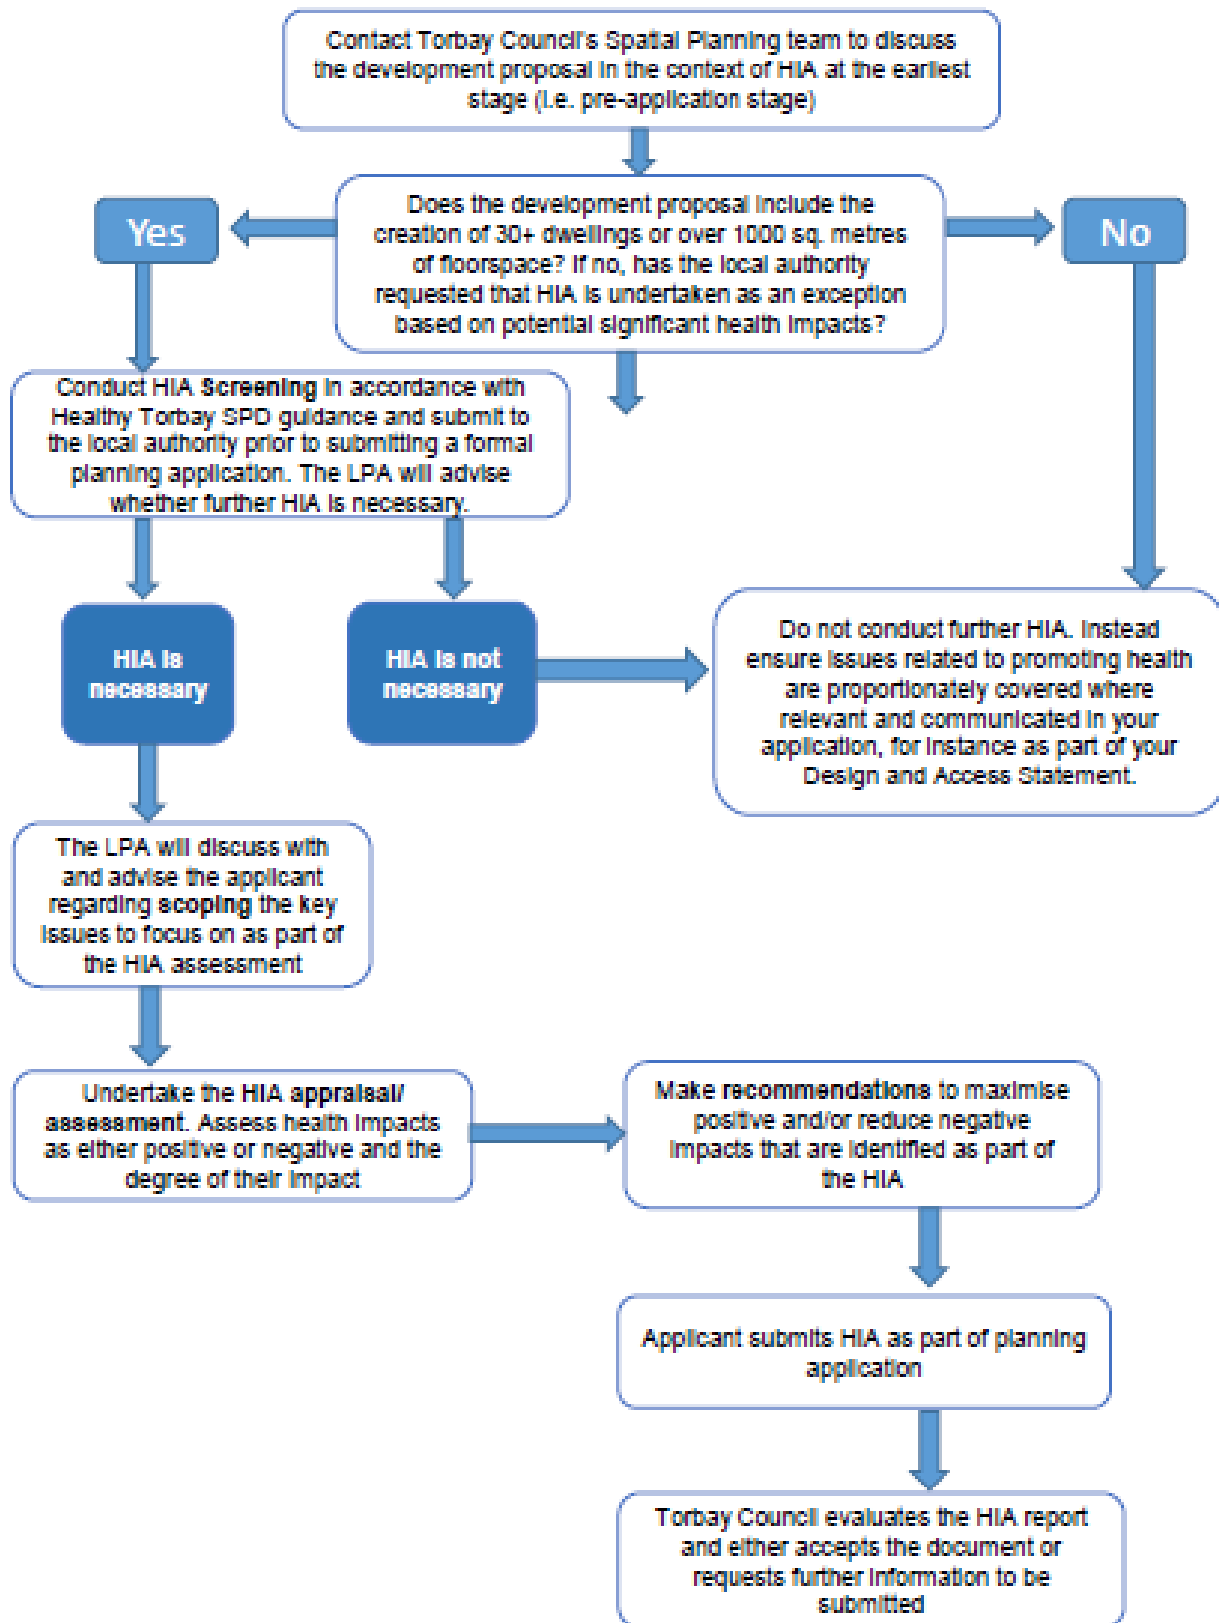 Contact Torbay Council's Spatial Planning team to discuss
the development proposal in the context of HIA at the earliest
stage (i.e. pre-application stage)
Does the development proposal include the
creation of 30+ dwellings or over 1000 sq. metres
of floorspace? If no, has the local authority
requested that HIA is undertaken as an exception
based on potential significant health impacts?
Yes
No
Conduct HIA Screening in accordance with
Healthy Torbay SPD guidance and submit to
the local authority prior to submitting a formal
planning application. The LPA will advise
whether further HIA is necessary.
HIA is
necessary
HIA is not
necessary
Do not conduct further HIA. Instead
ensure issues related to promoting health
are proportionately covered where
relevant and communicated in your
application, for instance as part of your
Design and Access Statement.
The LPA will discuss with
and advise the applicant
regarding scoping the key
issues to focus on as part of
the HIA assessment
Undertake the HIA appraisal/
assessment. Assess health impacts
as either positive or negative and the
degree of their impact
Make recommendations to maximise
positive and/or reduce negative
impacts that are identified as part of
the HIA
Applicant submits HIA as part of planning
application
Torbay Council evaluates the HIA report
and either accepts the document or
requests further information to be
submitted